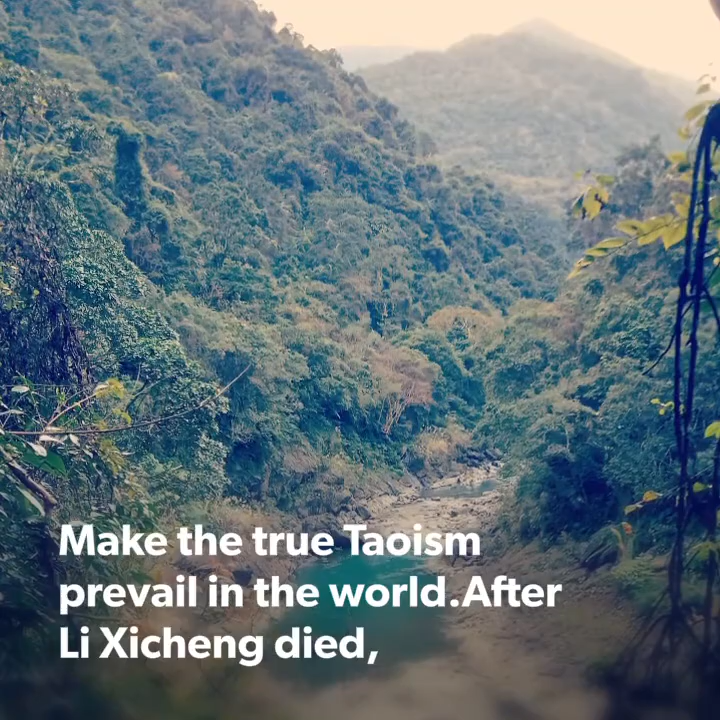 Make the true Taoism
prevail in the world.After
Li Xicheng died,